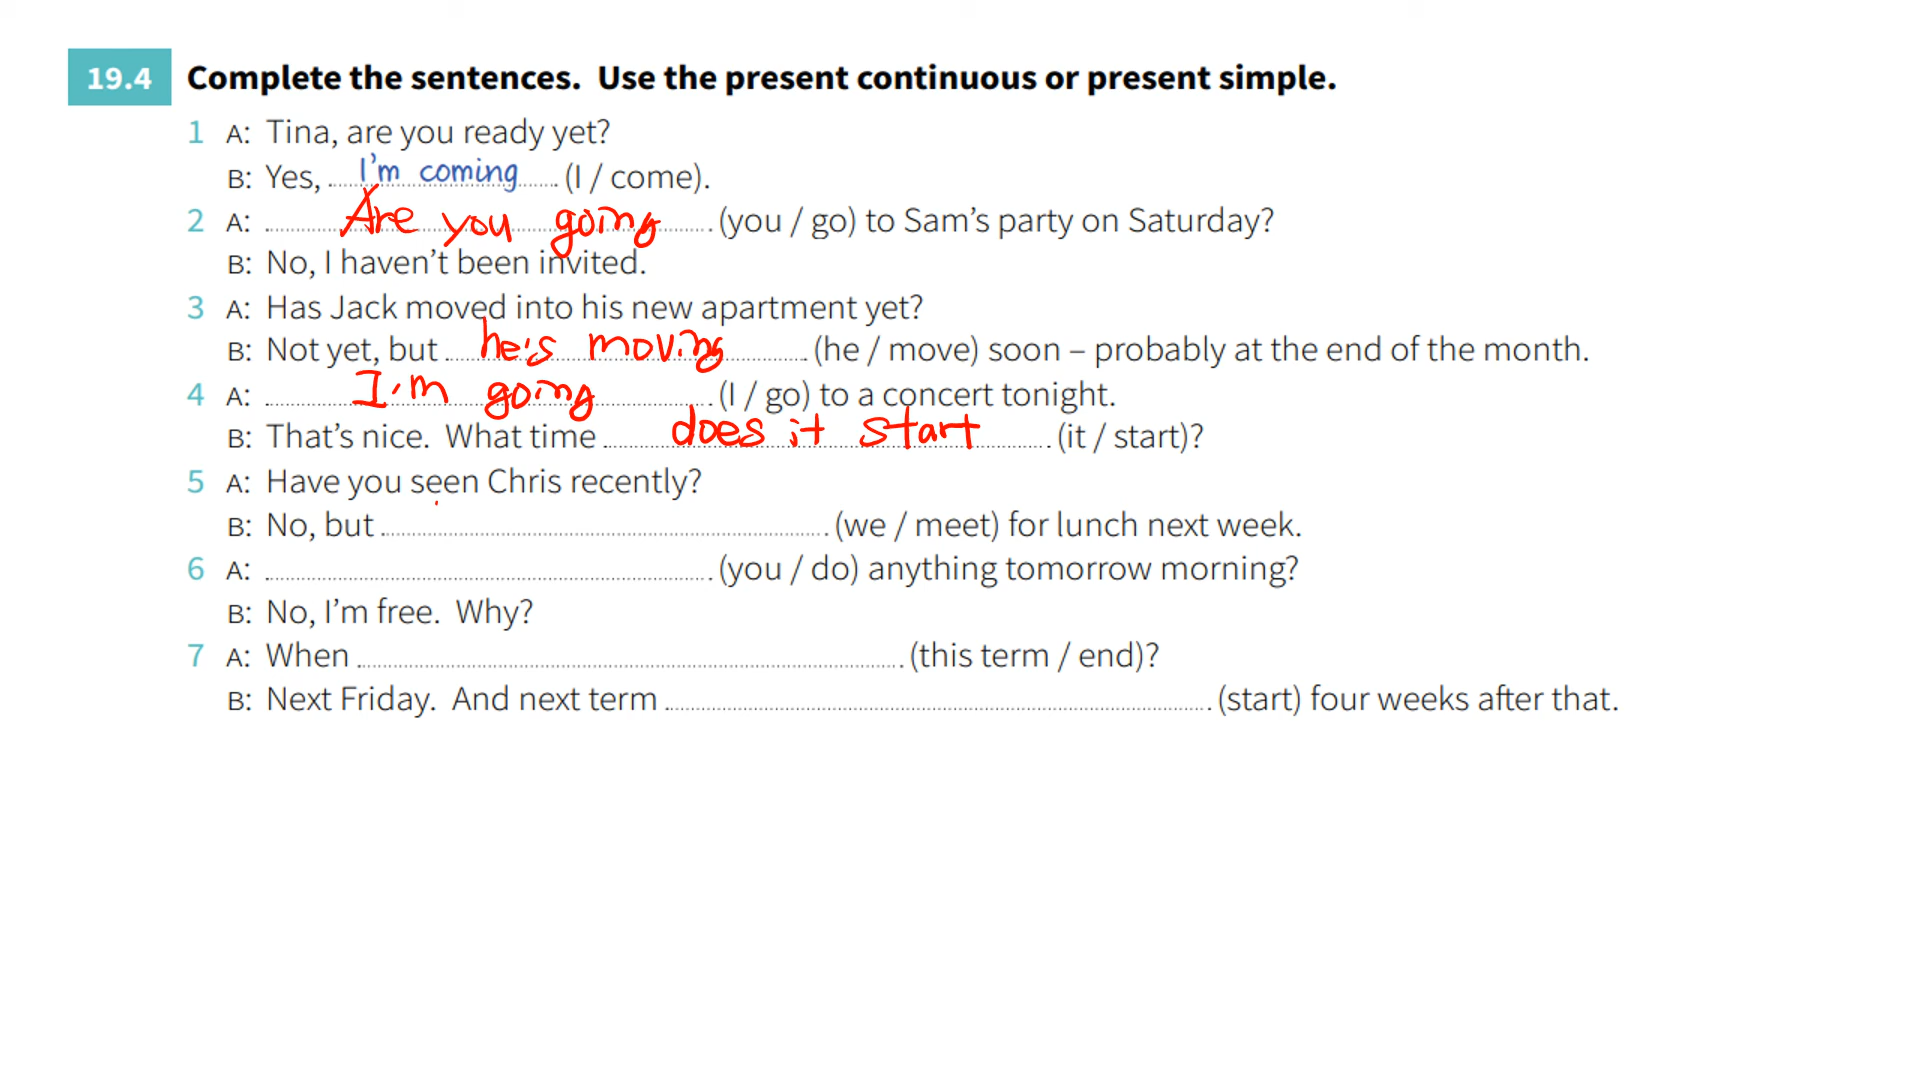 19.4 Complete the sentences. Use the present continuous or present simple.
1 A: Tina, are you ready yet?
B: Yes, I'm coming (I / come).
2 A: Are you going (you / go) to Sam's party on Saturday?
B: No, I haven't been invited.
3 A: Has Jack moved into his new apartment yet?
B: Not yet, but he's moving (he / move) soon – probably at the end of the month.
4 A: I'm going (I / go) to a concert tonight.
B: That's nice. What time does it start (it / start)?
5 A: Have you seen Chris recently?
B: No, but (we / meet) for lunch next week.
6 A: (you / do) anything tomorrow morning?
B: No, I'm free. Why?
7 A: When (this term / end)?
B: Next Friday. And next term (start) four weeks after that.